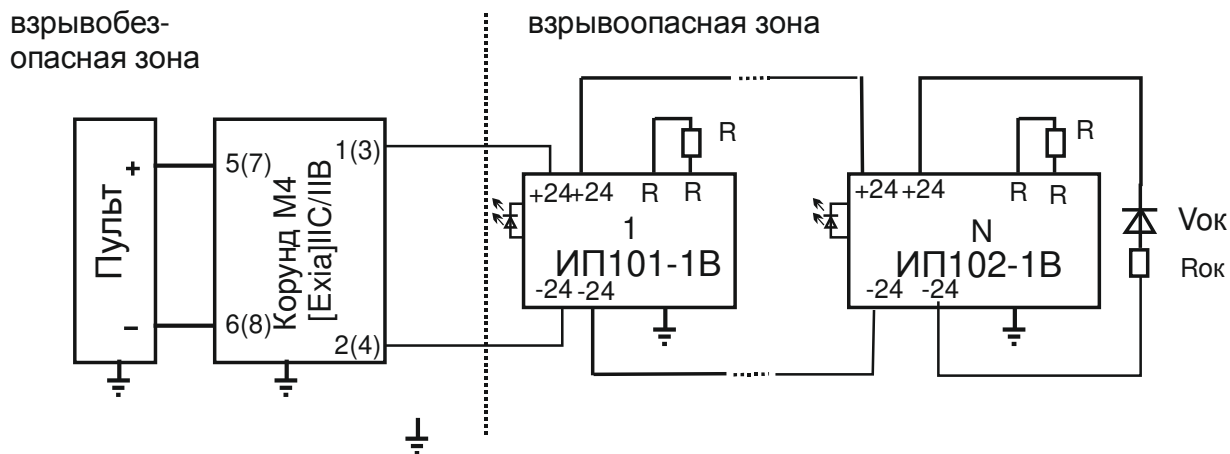 взрывобез-
опасная зона
взрывоопасная зона
Пульт
+
–
5(7)
6(8)
Корунд М4
[Exia]IIC/IIB
1(3)
2(4)
R
+24 +24 R R
1
ИП101-1В
-24 -24
R
+24 +24 R R
N
ИП102-1В
-24 -24
Vок
Rок